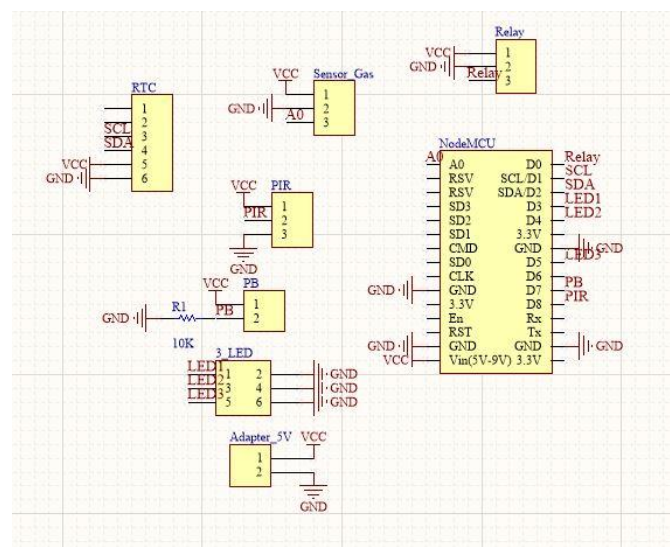 Relay
VCC 1
GND 2
Relay 3
RTC
1
2
SCL 3
SDA 4
VCC 5
GND 6
VCC Sensor_Gas
1
GND 2
A0 3
VCC PIR
1
PIR 2
3
GND
VCC PB
1
GND R1 PB 2
10K
3_LED
LED1 1 2 GND
LED2 3 4 GND
LED3 5 6 GND
Adapter_5V VCC
1
2
GND
NodeMCU
A0 A0 D0 Relay
RSV SCL/D1 SCL
RSV SDA/D2 SDA
SD3 D3 LED1
SD2 D4 LED2
SD1 3.3V
CMD GND GND
SD0 D5 LED3
CLK D6
GND GND D7 PB
3.3V D8 PIR
En Rx
RST Tx
GND GND GND GND
VCC Vin(5V-9V) 3.3V